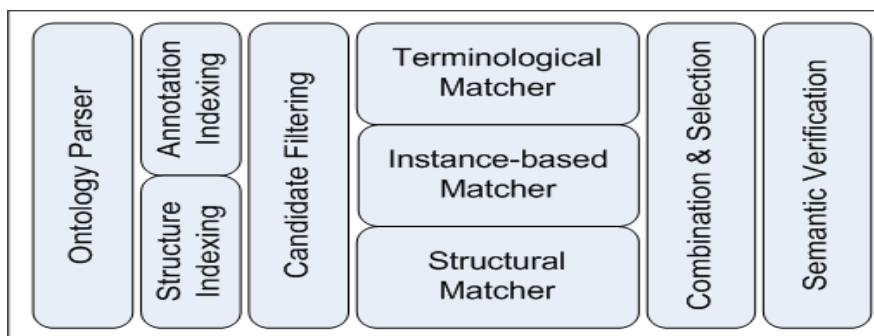 Ontology Parser
Annotation
Indexing
Structure
Indexing
Candidate Filtering
Terminological
Matcher
Instance-based
Matcher
Structural
Matcher
Combination & Selection
Semantic Verification